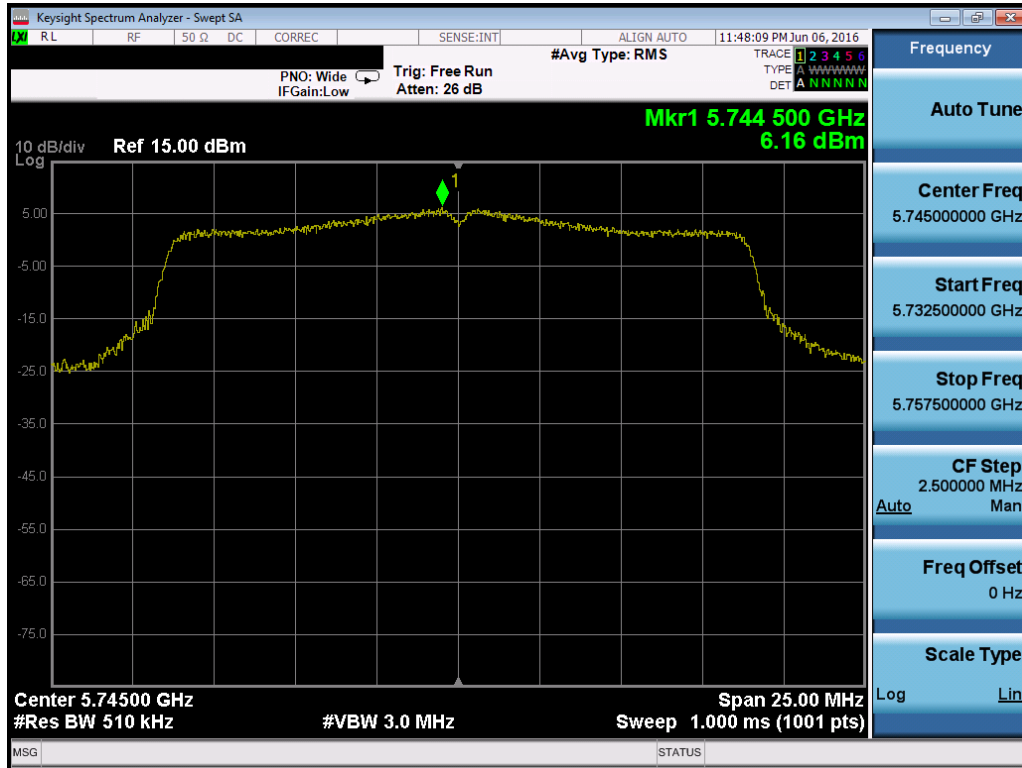 Keysight Spectrum Analyzer - Swept SA
LXI RL RF 50 Ω DC CORREC SENSE:INT ALIGN AUTO 11:48:09 PM Jun 06, 2016
#Avg Type: RMS
TRACE 1 2 3 4 5 6
TYPE A WWWWW
DET A N N N N N
PNO: Wide
IFGain:Low
Trig: Free Run
Atten: 26 dB
Mkr1 5.744 500 GHz
6.16 dBm
10 dB/div
Log
Ref 15.00 dBm
1
5.00
-5.00
-15.0
-25.0
-35.0
-45.0
-55.0
-65.0
-75.0
Center 5.74500 GHz
Span 25.00 MHz
#Res BW 510 kHz
#VBW 3.0 MHz
Sweep 1.000 ms (1001 pts)
MSG
STATUS
Frequency
Auto Tune
Center Freq
5.745000000 GHz
Start Freq
5.732500000 GHz
Stop Freq
5.757500000 GHz
CF Step
2.500000 MHz
Auto Man
Freq Offset
0 Hz
Scale Type
Log Lin